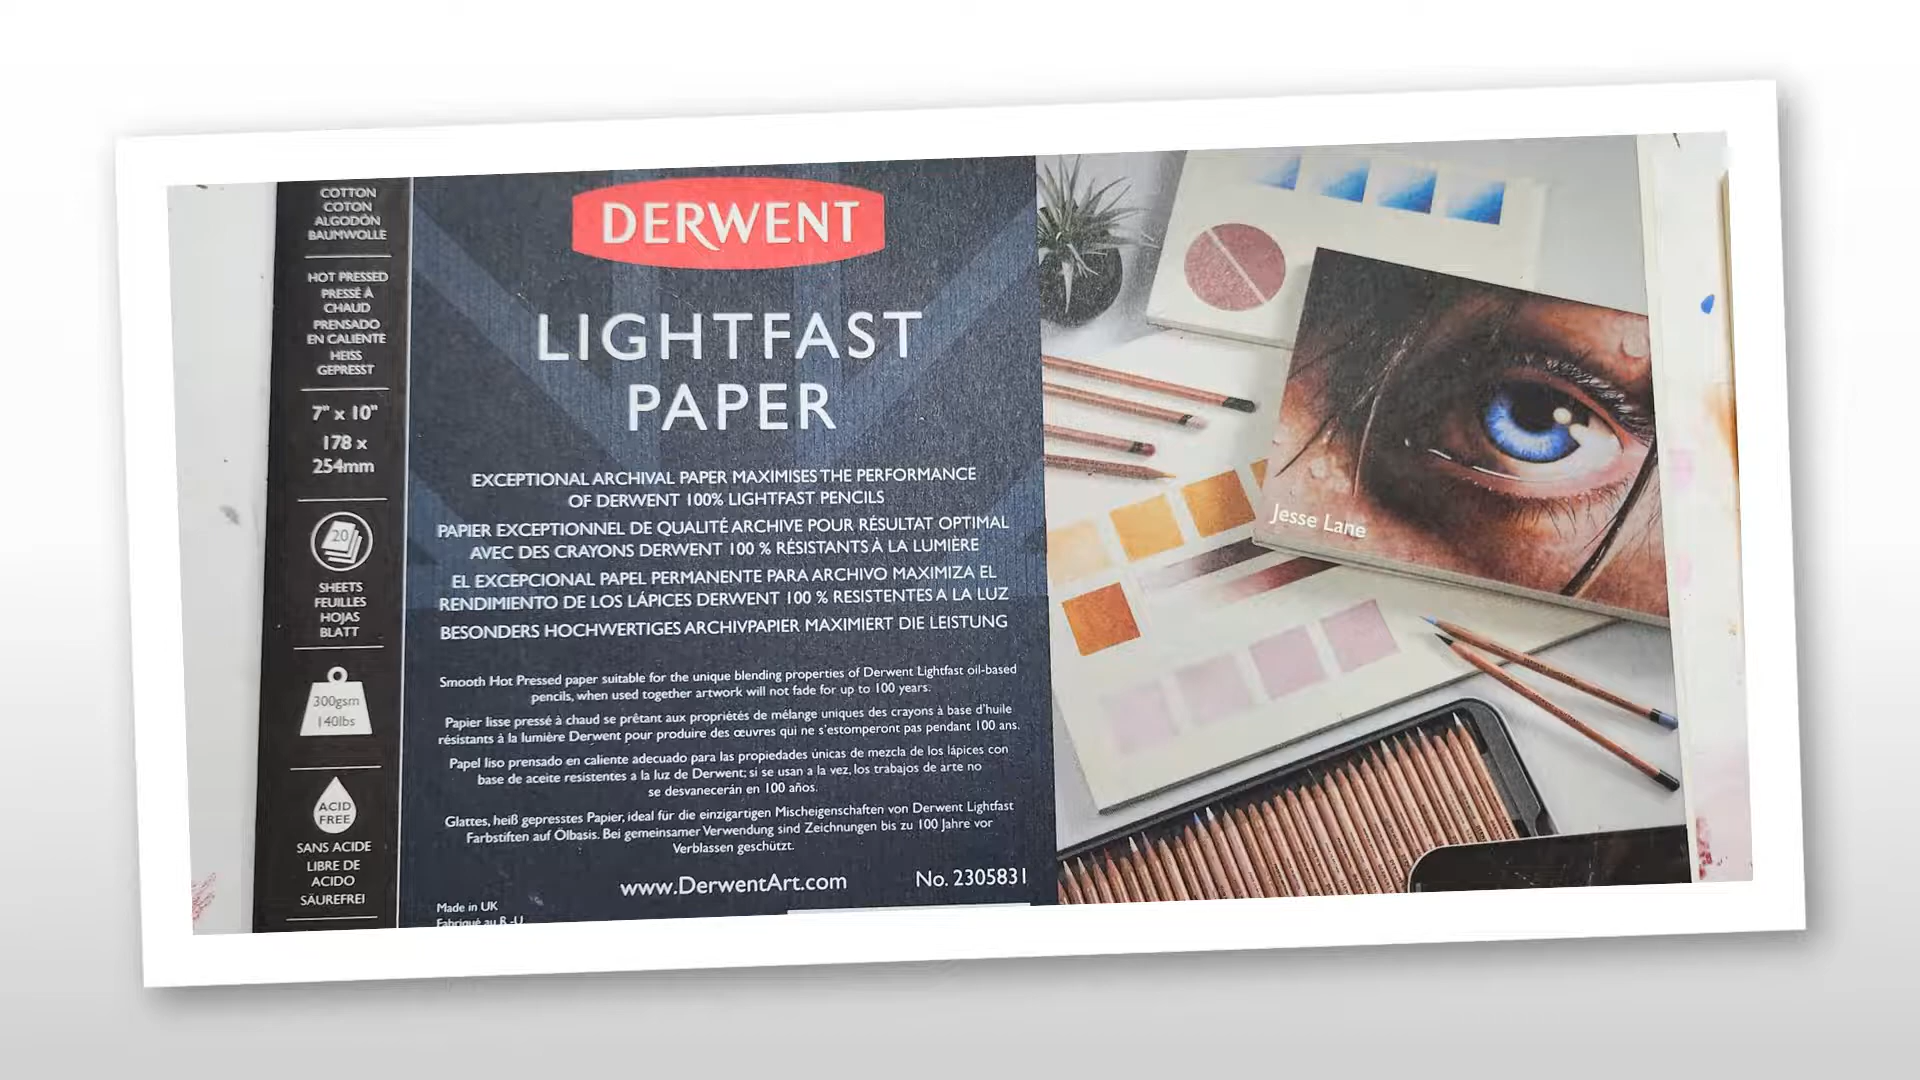 COTTON
COTON
ALGODÓN
BAUMWOLLE
HOT PRESSED
PRESSÉ À
CHAUD
PRENSADO
EN CALIENTE
HEISS
GEPRESST
7" x 10"
178 x
254mm
20
SHEETS
FEUILLES
HOJAS
BLATT
300gsm
140lbs
ACID
FREE
SANS ACIDE
LIBRE DE
ACIDO
SÄUREFREI
DERWENT
LIGHTFAST
PAPER
EXCEPTIONAL ARCHIVAL PAPER MAXIMISES THE PERFORMANCE
OF DERWENT 100% LIGHTFAST PENCILS
PAPIER EXCEPTIONNEL DE QUALITÉ ARCHIVE POUR RÉSULTAT OPTIMAL
AVEC DES CRAYONS DERWENT 100 % RÉSISTANTS À LA LUMIÈRE
EL EXCEPCIONAL PAPEL PERMANENTE PARA ARCHIVO MAXIMIZA EL
RENDIMIENTO DE LOS LÁPICES DERWENT 100 % RESISTENTES A LA LUZ
BESONDERS HOCHWERTIGES ARCHIVPAPIER MAXIMIERT DIE LEISTUNG
Smooth Hot Pressed paper suitable for the unique blending properties of Derwent Lightfast oil-based
pencils, when used together artwork will not fade for up to 100 years.
Papier lisse pressé à chaud se prêtant aux propriétés de mélange uniques des crayons à base d'huile
résistants à la lumière Derwent pour produire des œuvres qui ne s'estomperont pas pendant 100 ans.
Papel liso prensado en caliente adecuado para las propiedades únicas de mezcla de los lápices con
base de aceite resistentes a la luz de Derwent; si se usan a la vez, los trabajos de arte no
se desvanecerán en 100 años.
Glattes, heiß gepresstes Papier, ideal für die einzigartigen Mischeigenschaften von Derwent Lightfast
Farbstiften auf Ölbasis. Bei gemeinsamer Verwendung sind Zeichnungen bis zu 100 Jahre vor
Verblassen geschützt.
www.DerwentArt.com
No. 2305831
Made in UK
Fabriqué au R.-U
Jesse Lane